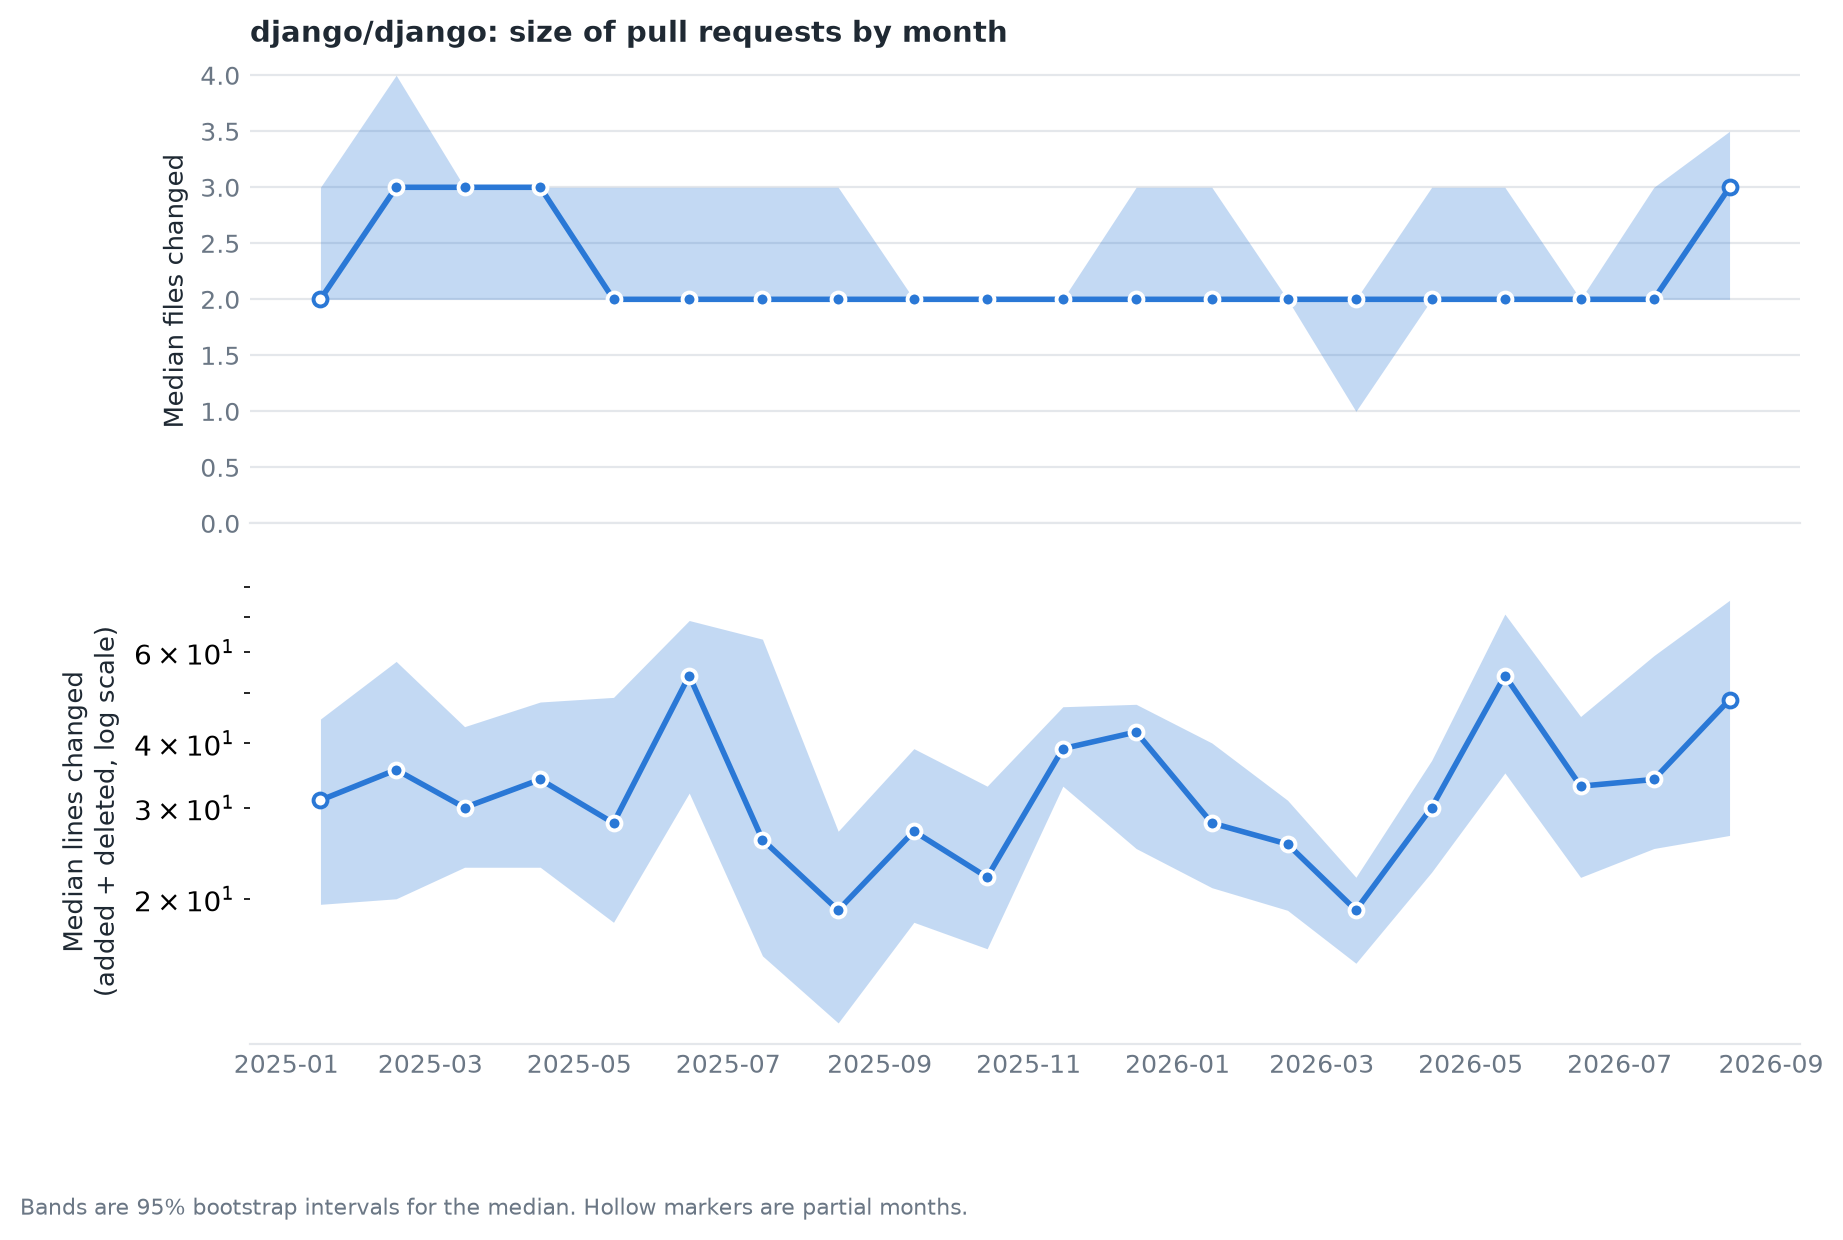 django/django: size of pull requests by month
Median files changed
4.0
3.5
3.0
2.5
2.0
1.5
1.0
0.5
0.0
Median lines changed
(added + deleted, log scale)
6 × 10¹
4 × 10¹
3 × 10¹
2 × 10¹
2025-01 2025-03 2025-05 2025-07 2025-09 2025-11 2026-01 2026-03 2026-05 2026-07 2026-09
Bands are 95% bootstrap intervals for the median. Hollow markers are partial months.